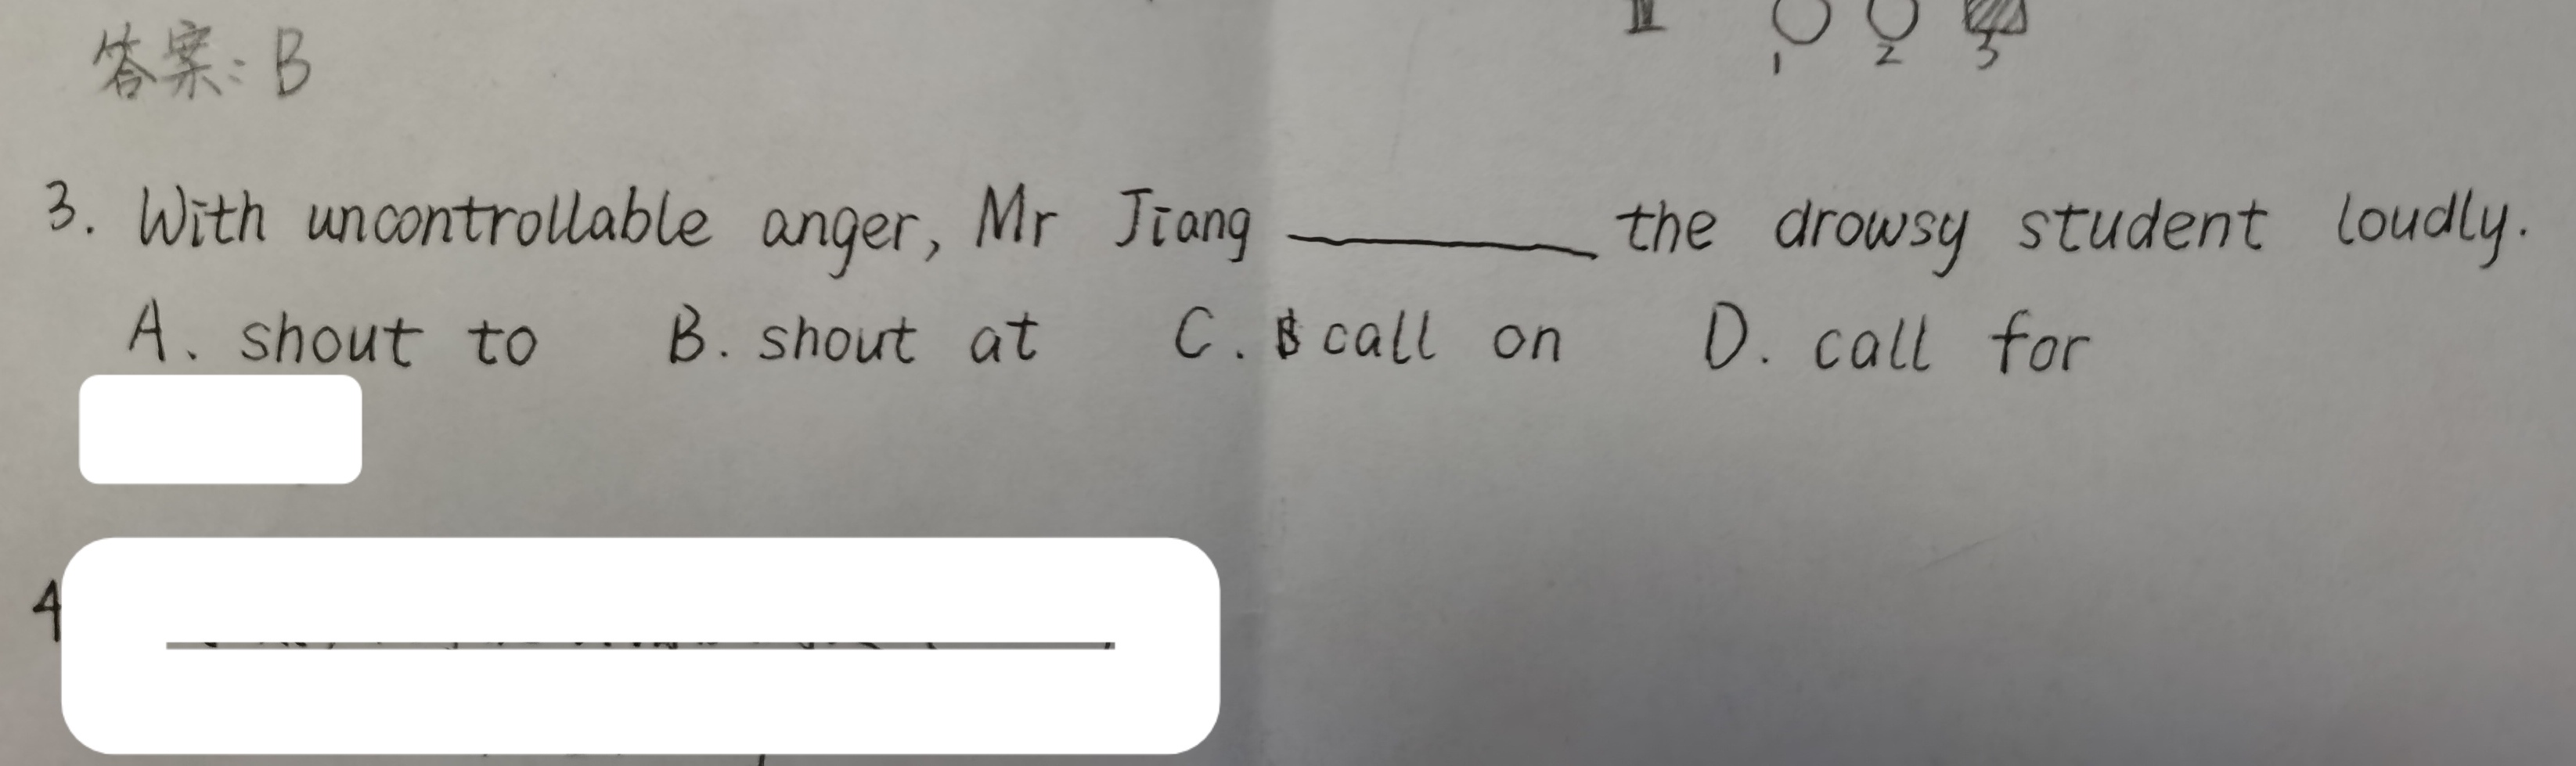 II
1 2 3
答案: B
3. With uncontrollable anger, Mr Jiang ______ the drowsy student loudly.
A. shout to B. shout at C. call on D. call for
4